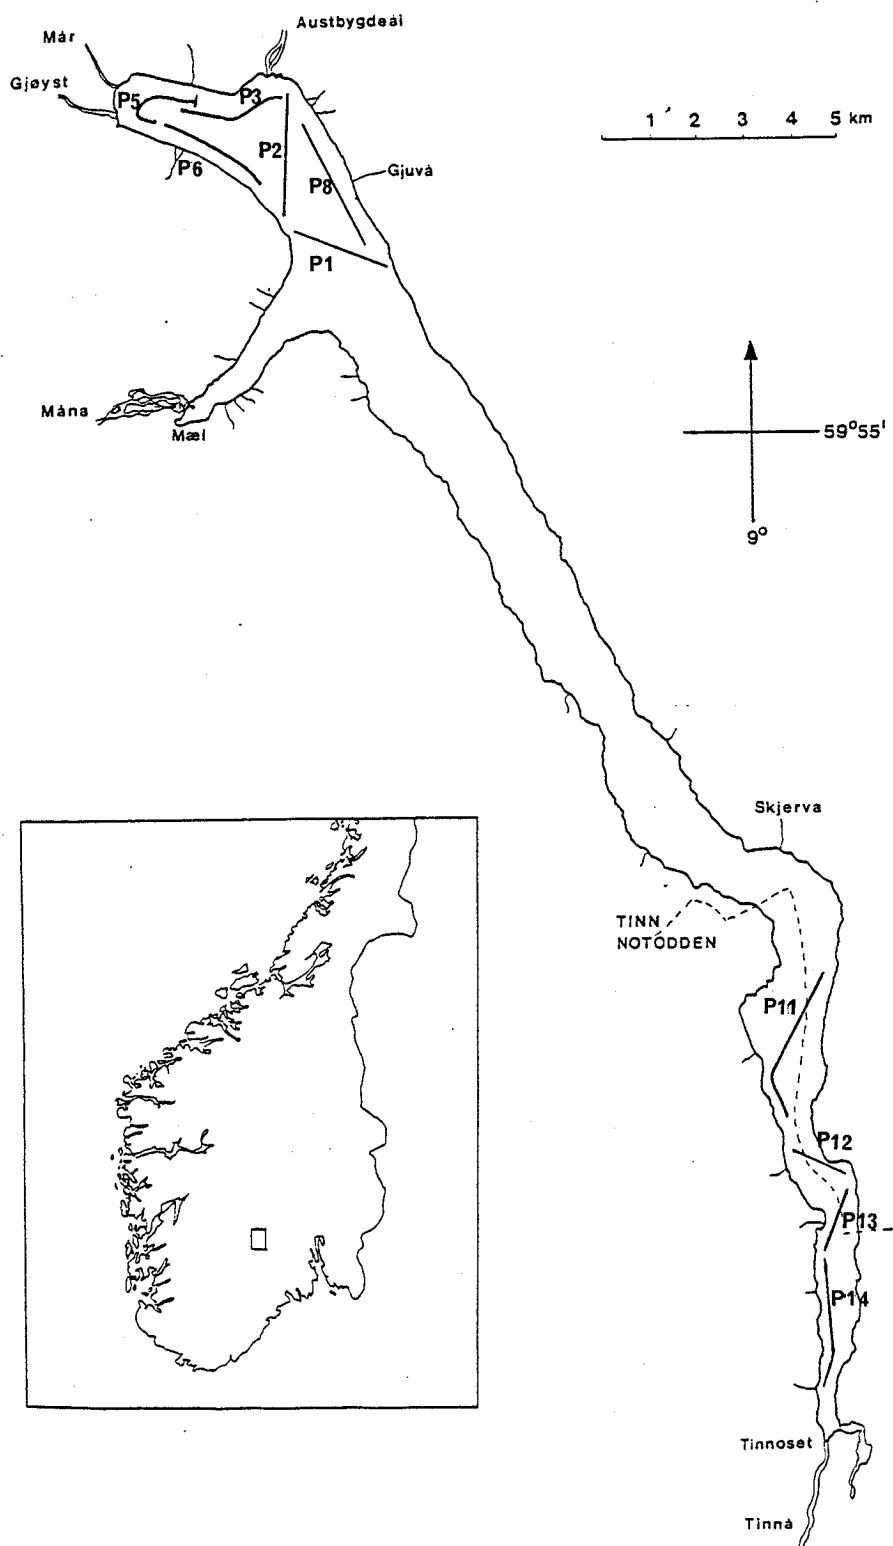 Austbygdeåi
Mår
Gjøyst
P5
P3
P2
P6
P8
Gjuvå
P1
1 2 3 4 5 km
Måna
Mæl
59°55'
9°
Skjerva
TINN
NOTODDEN
P11
P12
P13
P14
Tinnoset
Tinnå